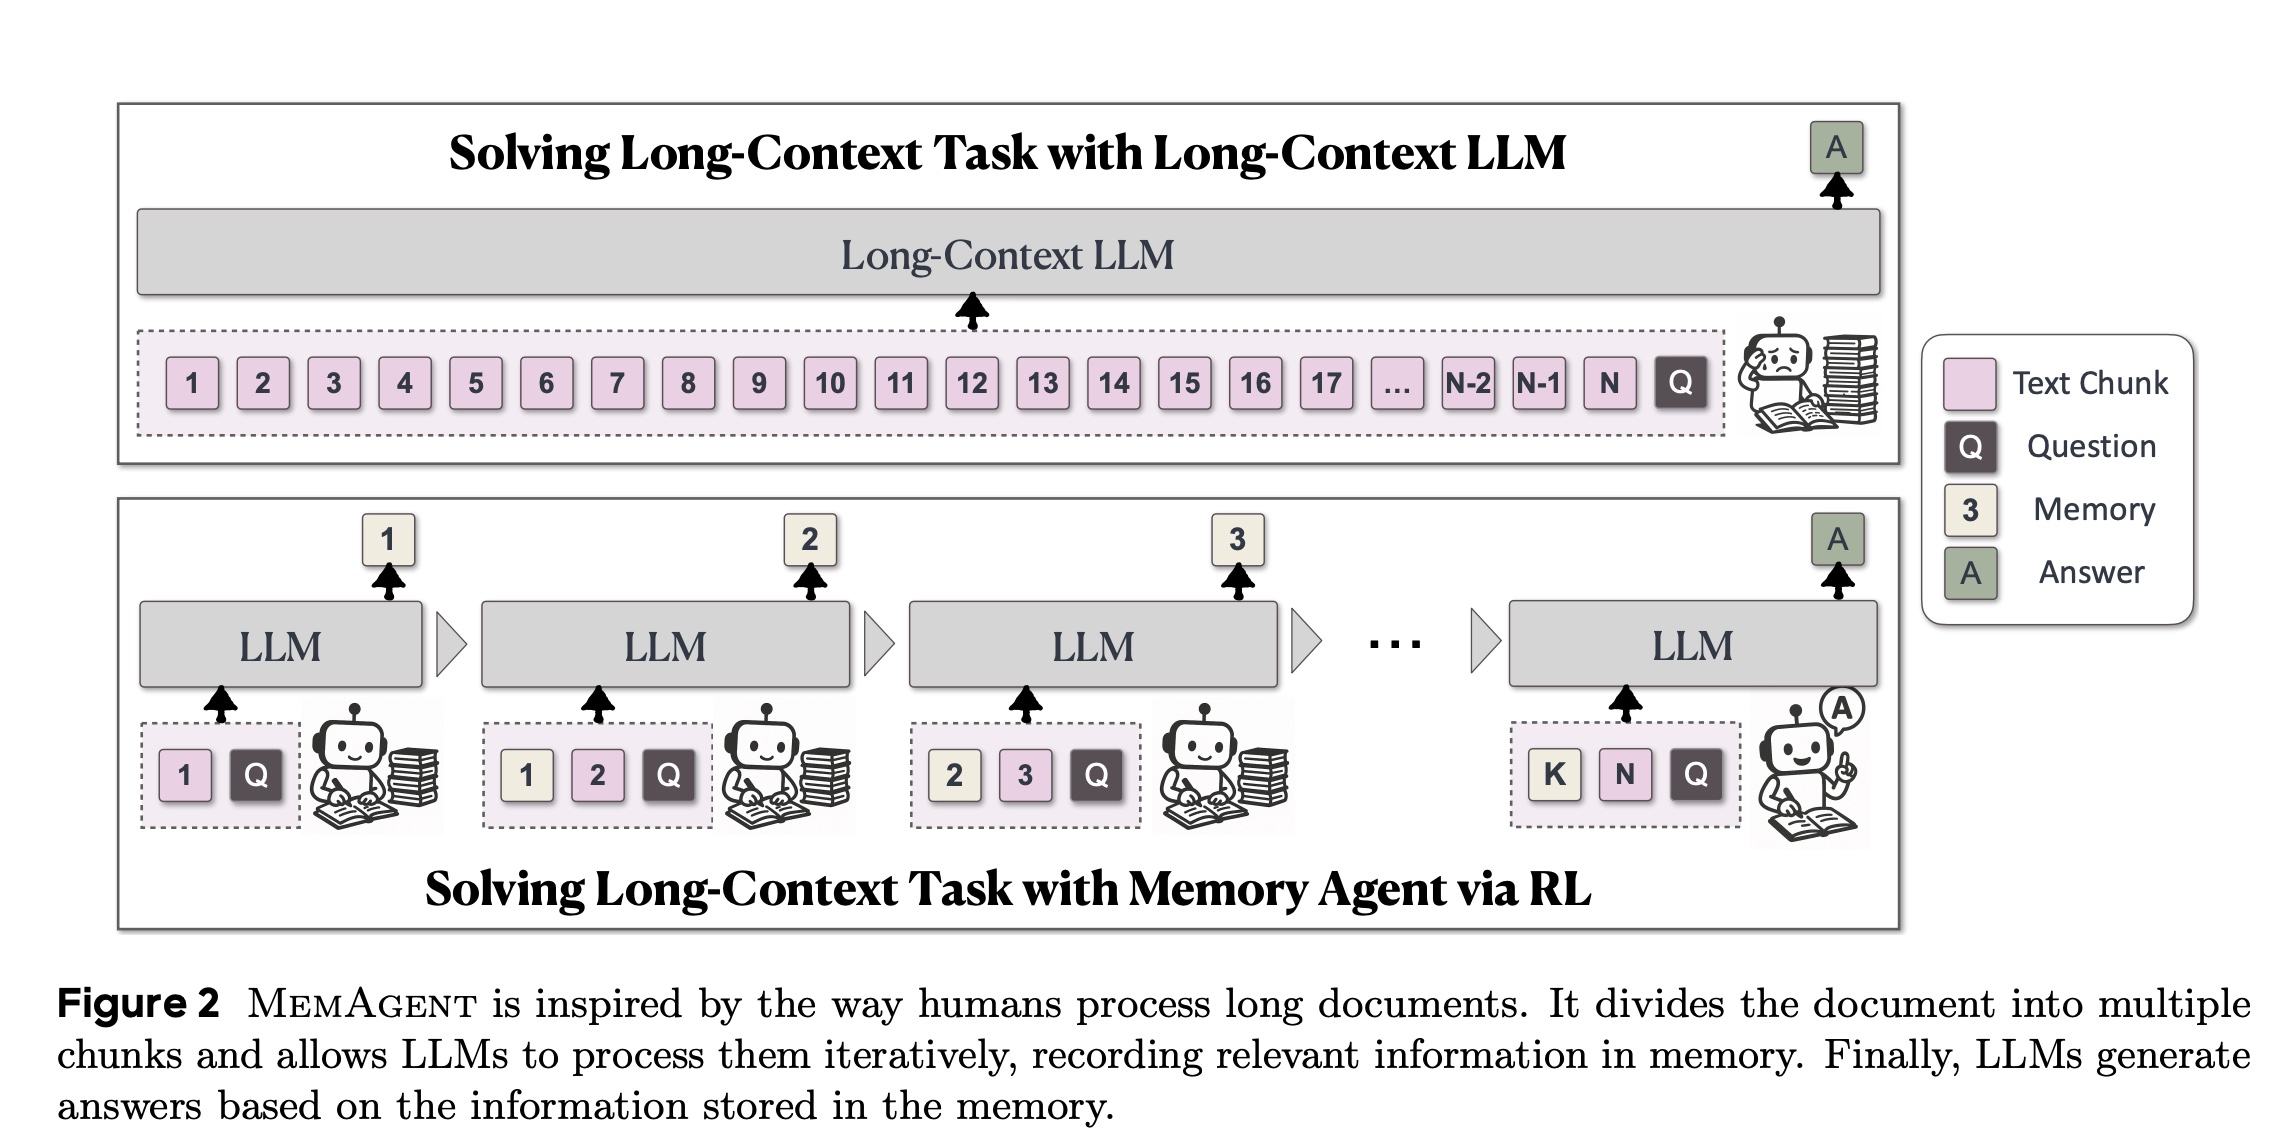 Solving Long-Context Task with Long-Context LLM
A
Long-Context LLM
1 2 3 4 5 6 7 8 9 10 11 12 13 14 15 16 17 ... N-2 N-1 N Q
Text Chunk
Q Question
3 Memory
A Answer
1 2 3 A
LLM LLM LLM ... LLM
A
1 Q 1 2 Q 2 3 Q K N Q
Solving Long-Context Task with Memory Agent via RL
Figure 2 MEMAGENT is inspired by the way humans process long documents. It divides the document into multiple
chunks and allows LLMs to process them iteratively, recording relevant information in memory. Finally, LLMs generate
answers based on the information stored in the memory.